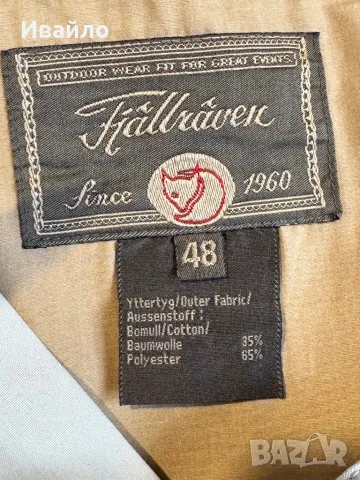 Ивайло
OUTDOOR WEAR FIT FOR GREAT EVENTS.
Fjällräven
Since 1960
48
Yttertyg/Outer Fabric/
Aussenstoff:
Bomull/Cotton/
Baumwolle 35%
Polyester 65%
BAZAR
bg